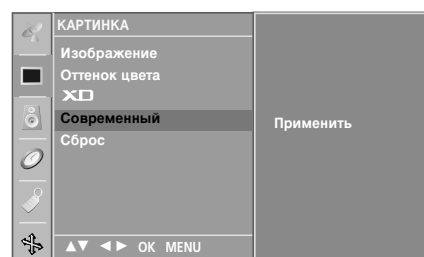 КАРТИНКА
Изображение
Оттенок цвета
XD
Современный
Сброс
Применить
▲▼ ◄► OK MENU